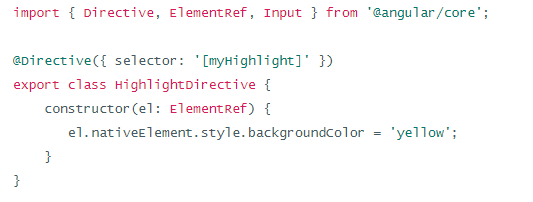 import { Directive, ElementRef, Input } from '@angular/core';
@Directive({ selector: '[myHighlight]' })
export class HighlightDirective {
constructor(el: ElementRef) {
el.nativeElement.style.backgroundColor = 'yellow';
}
}